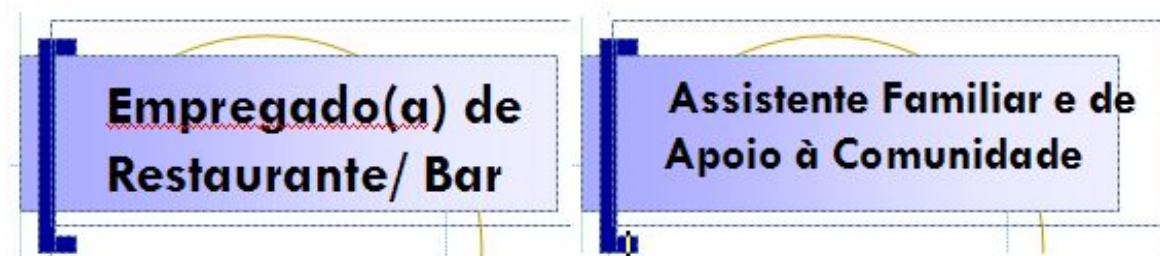 Empregado(a) de
Restaurante/ Bar
Assistente Familiar e de
Apoio à Comunidade